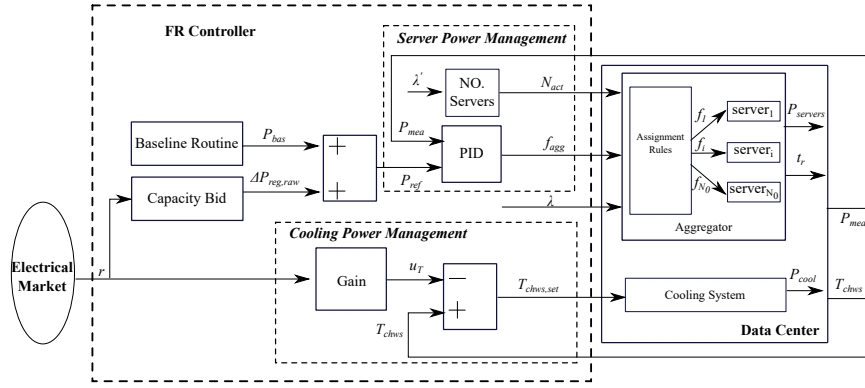 FR Controller
Server Power Management
λ'
NO.
Servers
N_act
P_mea
PID
f_agg
P_ref
Baseline Routine
P_bas
+
+
Capacity Bid
ΔP_reg,raw
λ
Electrical
Market
r
Cooling Power Management
Gain
u_T
−
+
T_chws,set
T_chws
Assignment
Rules
f_1
f_i
f_N0
server_1
server_i
server_N0
Aggregator
P_servers
t_r
P_mea
Cooling System
P_cool
T_chws
Data Center